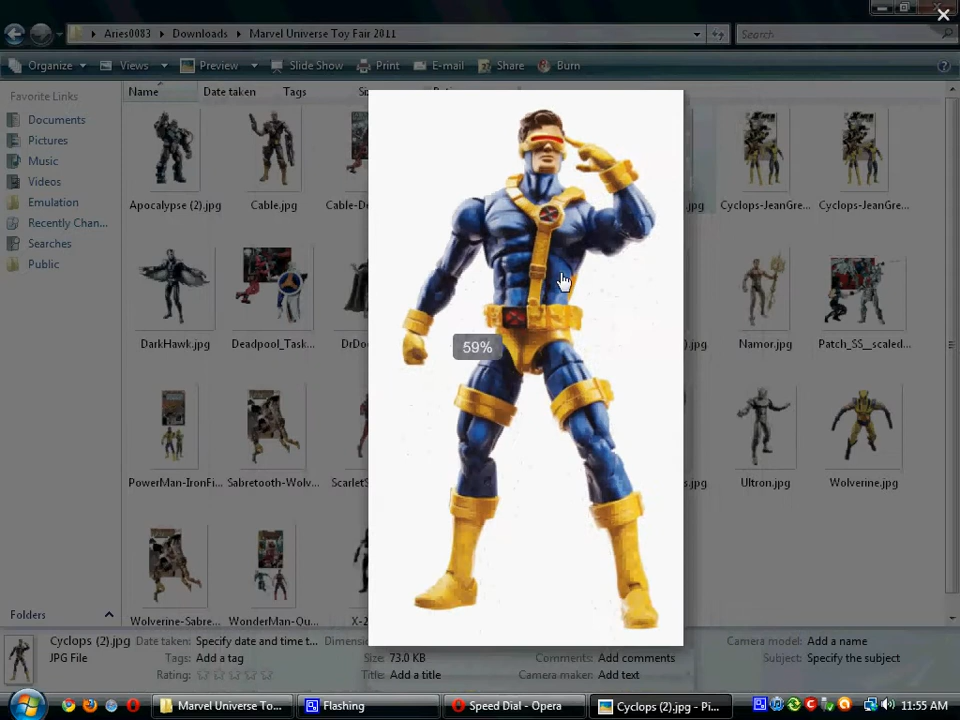 Aries0083 Downloads Marvel Universe Toy Fair 2011
Search
Organize Views Preview Slide Show Print E-mail Share Burn
Favorite Links
Documents
Pictures
Music
Videos
Emulation
Recently Chan...
Searches
Public
Folders
Name Date taken Tags
Apocalypse (2).jpg Cable.jpg Cable-De .jpg Cyclops-JeanGre... Cyclops-JeanGre...
DarkHawk.jpg Deadpool_Task... DrDo .jpg Namor.jpg Patch_SS__scaled...
59%
PowerMan-IronFi... Sabretooth-Wolv... ScarletS .jpg Ultron.jpg Wolverine.jpg
Wolverine-Sabre... WonderMan-Qu... X-2
Cyclops (2).jpg Date taken: Specify date and time t... Dimensio Camera model: Add a name
JPG File Tags: Add a tag Size: 73.0 KB Comments: Add comments Subject: Specify the subject
Rating: Title: Add a title Camera maker: Add text
Marvel Universe To... Flashing Speed Dial - Opera Cyclops (2).jpg - Pi... 11:55 AM